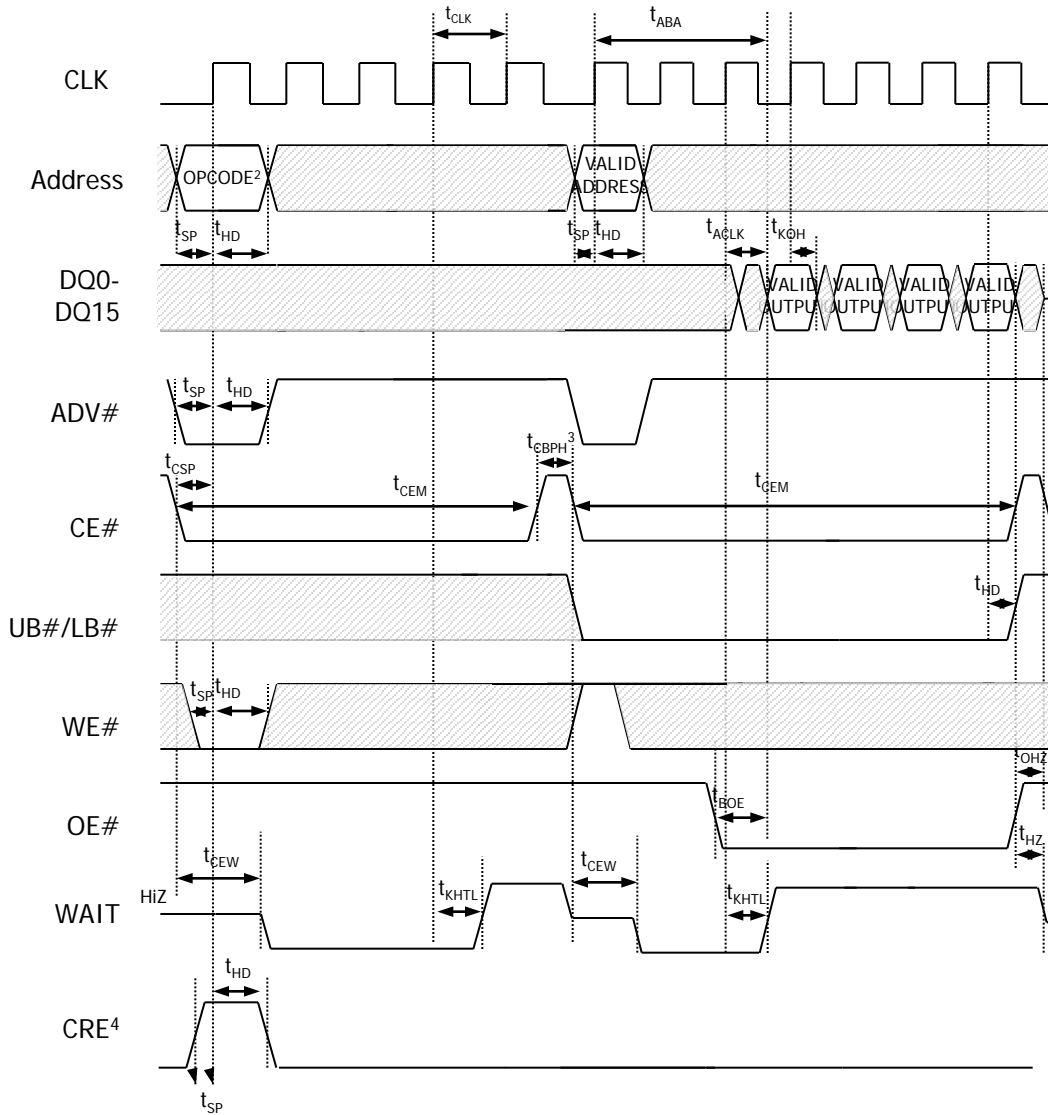 tCLK
tABA
CLK
Address
OPCODE²
VALID
ADDRESS
tSP
tHD
tSP
tHD
tACLK
tKOH
DQ0-
DQ15
VALID
OUTPUT
VALID
OUTPUT
VALID
OUTPUT
VALID
OUTPUT
ADV#
tSP
tHD
tCSP
tCBPH³
CE#
tCEM
tCEM
UB#/LB#
tHD
WE#
tSP
tHD
tOHZ
OE#
tBOE
tHZ
tCEW
tCEW
HiZ
WAIT
tKHTL
tKHTL
CRE⁴
tHD
tSP